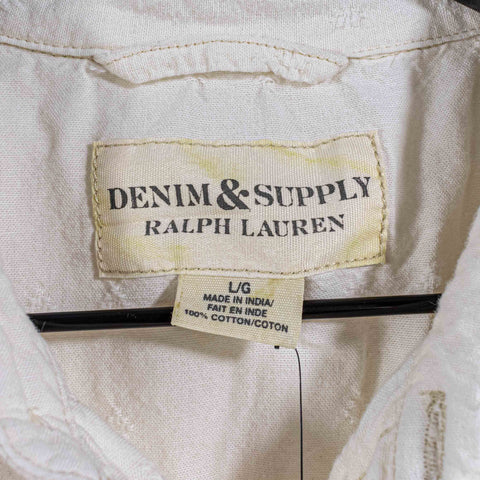 DENIM & SUPPLY
RALPH LAUREN
L/G
MADE IN INDIA/
FAIT EN INDE
100% COTTON/COTON